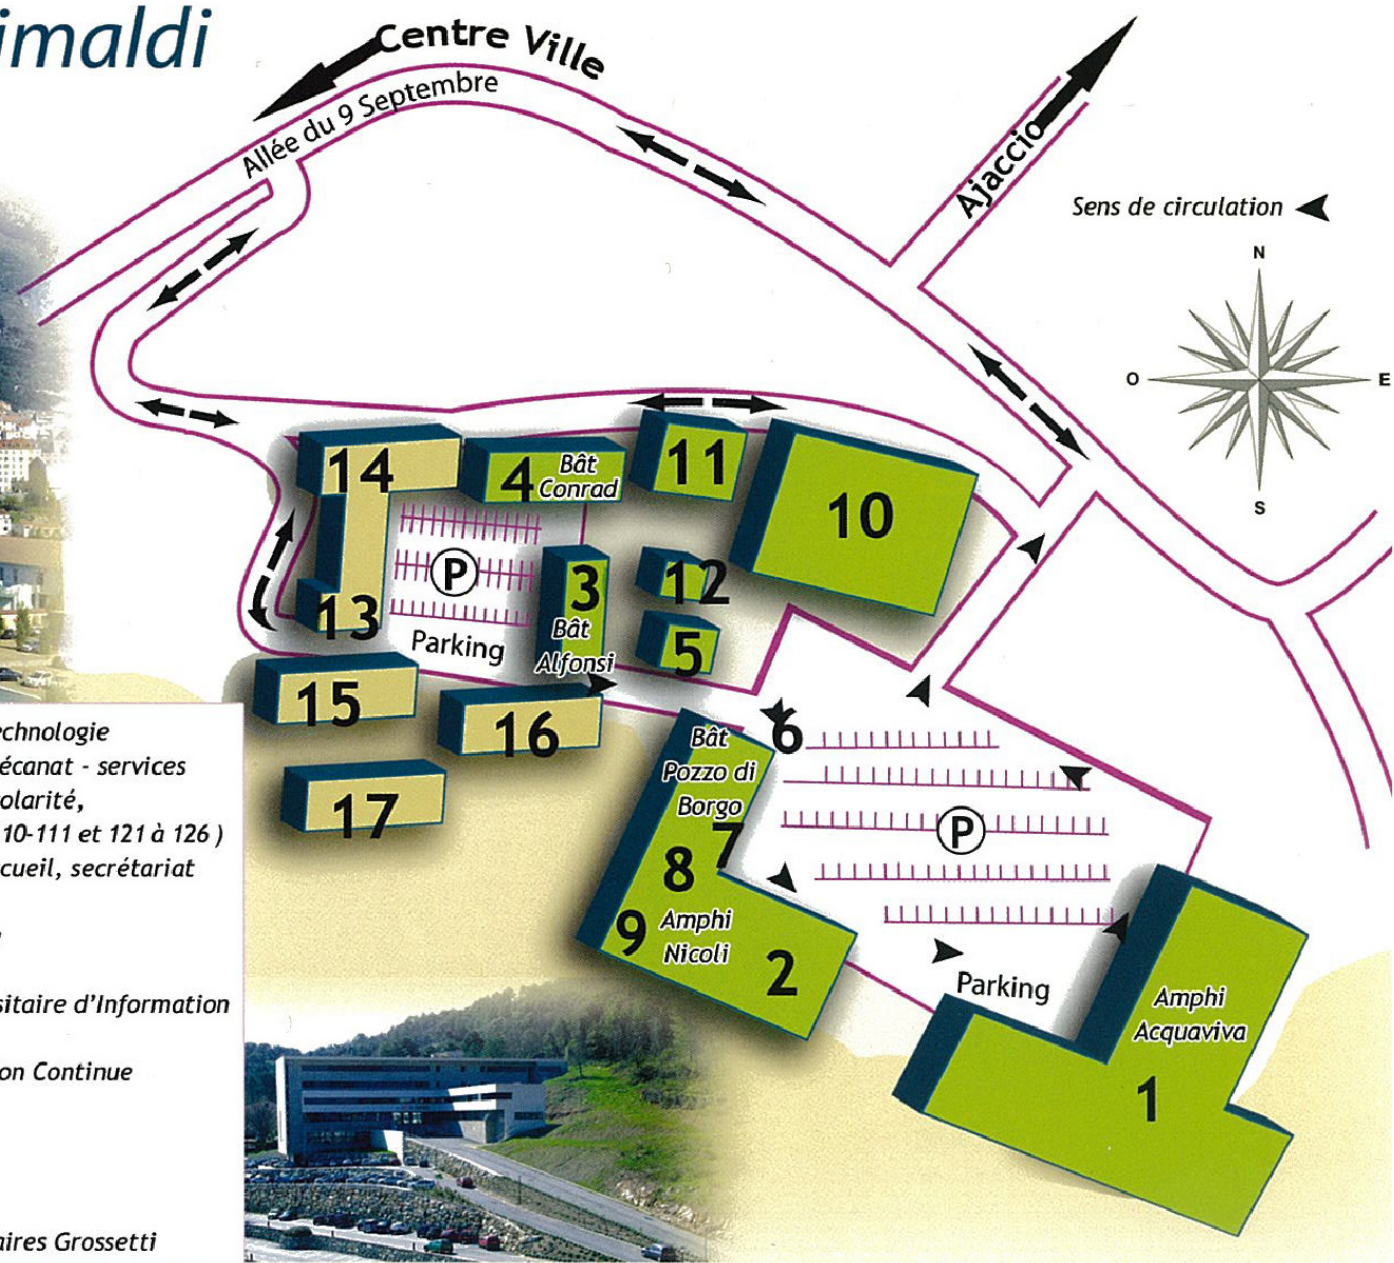 imaldi
Centre Ville
Allée du 9 Septembre
Ajaccio
Sens de circulation
N
O
E
S
14
4
Bât
Conrad
11
10
P
3
12
13
Bât
Alfonsi
5
Parking
15
16
6
17
Bât
Pozzo di
Borgo
7
8
P
9
Amphi
Nicoli
2
Parking
Amphi
Acquaviva
1
echnologie
écanat - services
olarité,
10-111 et 121 à 126 )
cueil, secrétariat
sitaire d'Information
on Continue
aires Grossetti